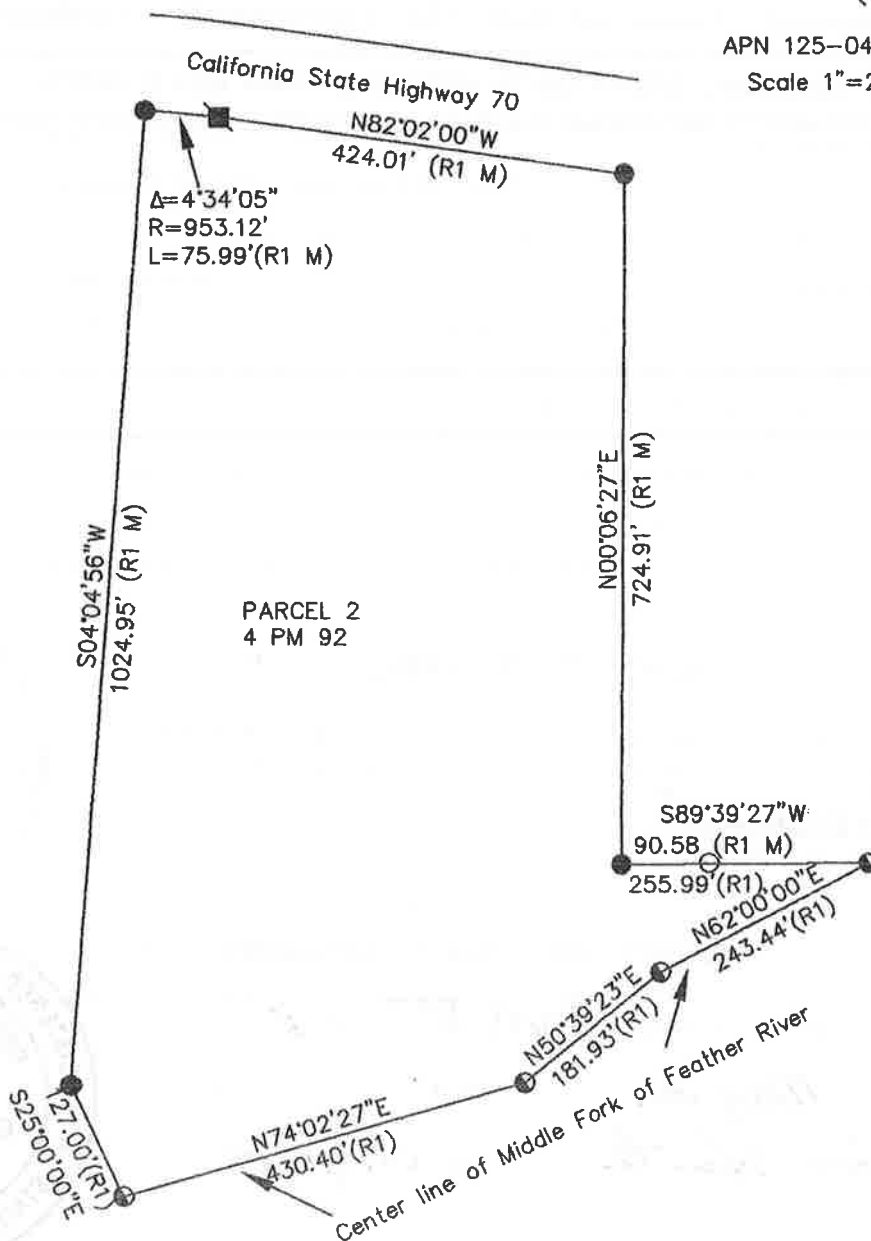 APN 125-04
Scale 1"=2
California State Highway 70
N82°02'00"W
424.01' (R1 M)
Δ=4°34'05"
R=953.12'
L=75.99'(R1 M)
S04°04'56"W
1024.95' (R1 M)
N00°06'27"E
724.91' (R1 M)
PARCEL 2
4 PM 92
S89°39'27"W
90.58 (R1 M)
255.99'(R1)
N62°00'00"E
243.44'(R1)
N50°39'23"E
181.93'(R1)
127.00'(R1)
S25°00'00"E
N74°02'27"E
430.40'(R1)
Center line of Middle Fork of Feather River